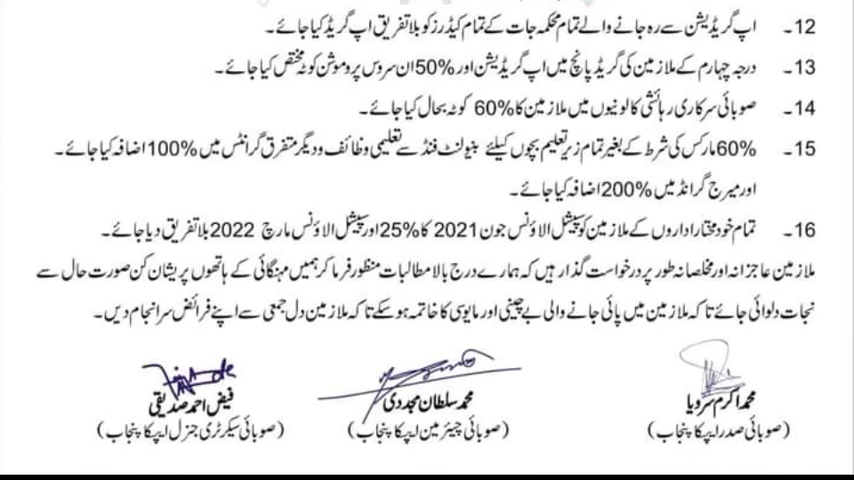 12۔ اپ گریڈیشن سے رہ جانے والے تمام محکمہ جات کے تمام کیڈرز کو بلا تفریق اپ گریڈ کیا جائے۔
13۔ درجہ چہارم کے ملازمین کی گریڈ پانچ میں اپ گریڈیشن اور 50% ان سروس پروموشن کوٹہ مختص کیا جائے۔
14۔ صوبائی سرکاری رہائشی کالونیوں میں ملازمین کا 60% کوٹہ بحال کیا جائے۔
15۔ 60% مارکس کی شرط کے بغیر تمام زیرِ تعلیم بچوں کیلئے بنیولنٹ فنڈ سے تعلیمی وظائف و دیگر متفرق گرانٹس میں 100% اضافہ کیا جائے۔
اور میرج گرانڈ میں 200% اضافہ کیا جائے۔
16۔ تمام خود مختار اداروں کے ملازمین کو سپیشل الاؤنس جون 2021 کا 25% اور سپیشل الاؤنس مارچ 2022 بلا تفریق دیا جائے۔
ملازمین عاجزانہ اور مخلصانہ طور پر درخواست گذار ہیں کہ ہمارے درج بالا مطالبات منظور فرما کر ہمیں مہنگائی کے ہاتھوں پریشان کن صورت حال سے
نجات دلوائی جائے تاکہ ملازمین میں پائی جانے والی بے چینی اور مایوسی کا خاتمہ ہو سکے تاکہ ملازمین دل جمعی سے اپنے فرائض سرانجام دیں۔
محمد اکرم سرویا محمد سلطان مجددی فیض احمد صدیقی
(صوبائی صدر ایپکا پنجاب) (صوبائی چیئرمین ایپکا پنجاب) (صوبائی سیکرٹری جنرل ایپکا پنجاب)